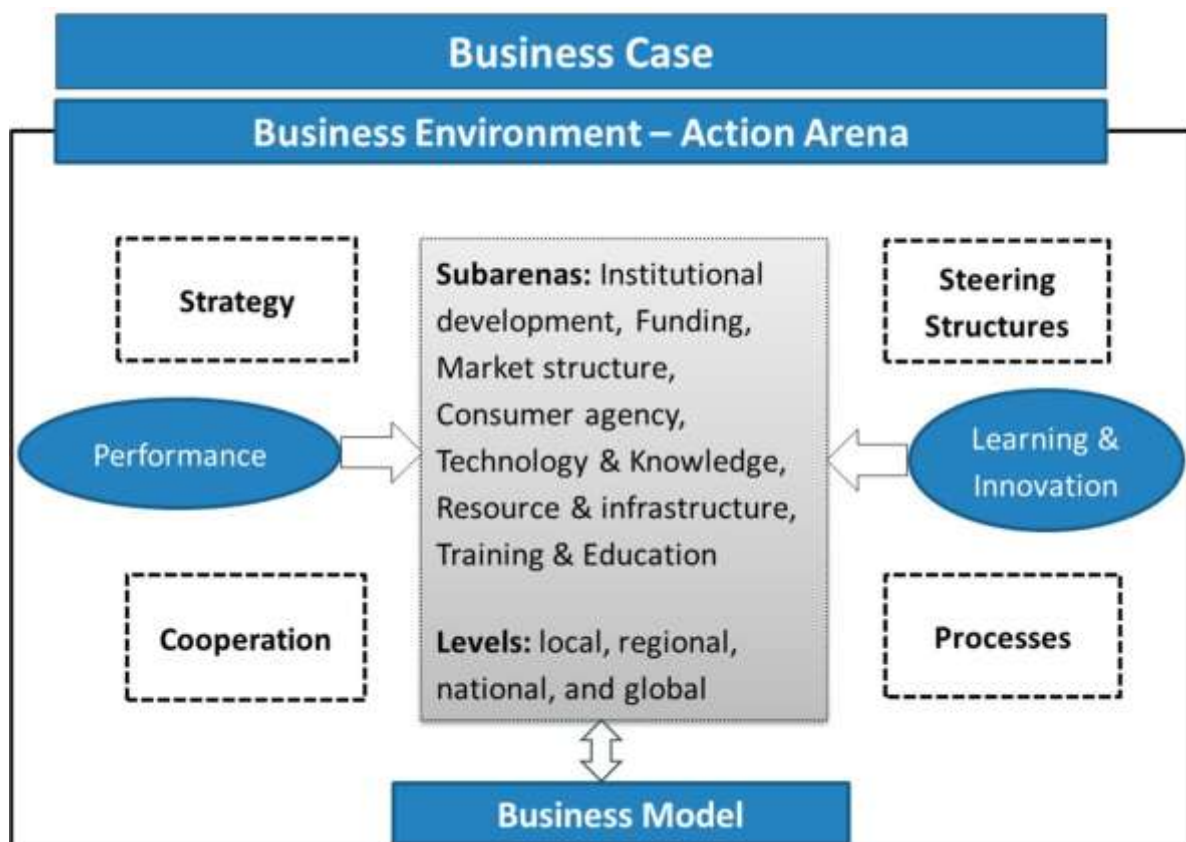 Business Case
Business Environment – Action Arena
Strategy
Subarenas: Institutional
development, Funding,
Market structure,
Consumer agency,
Technology & Knowledge,
Resource & infrastructure,
Training & Education
Levels: local, regional,
national, and global
Steering
Structures
Performance
Learning &
Innovation
Cooperation
Processes
Business Model